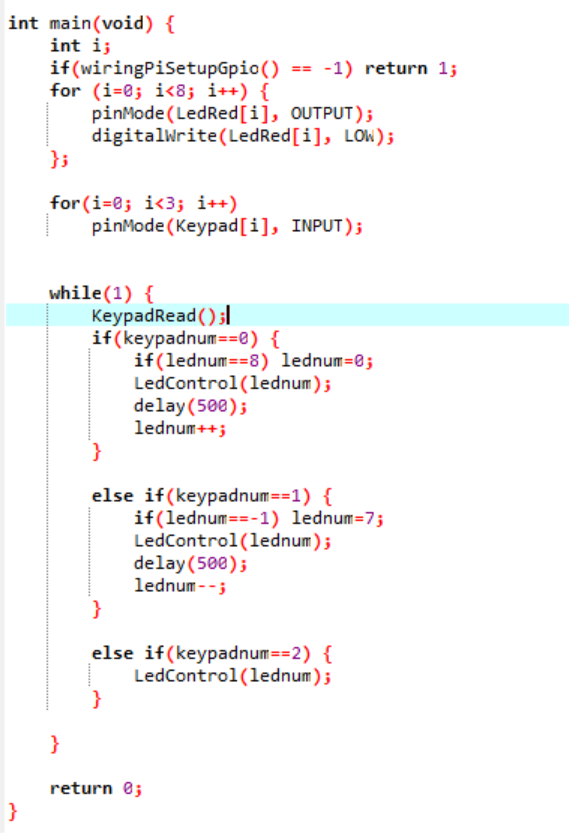 int main(void) {
    int i;
    if(wiringPiSetupGpio() == -1) return 1;
    for (i=0; i<8; i++) {
        pinMode(LedRed[i], OUTPUT);
        digitalWrite(LedRed[i], LOW);
    };

    for(i=0; i<3; i++)
        pinMode(Keypad[i], INPUT);


    while(1) {
        KeypadRead();
        if(keypadnum==0) {
            if(lednum==8) lednum=0;
            LedControl(lednum);
            delay(500);
            lednum++;
        }

        else if(keypadnum==1) {
            if(lednum==-1) lednum=7;
            LedControl(lednum);
            delay(500);
            lednum--;
        }

        else if(keypadnum==2) {
            LedControl(lednum);
        }

    }

    return 0;
}